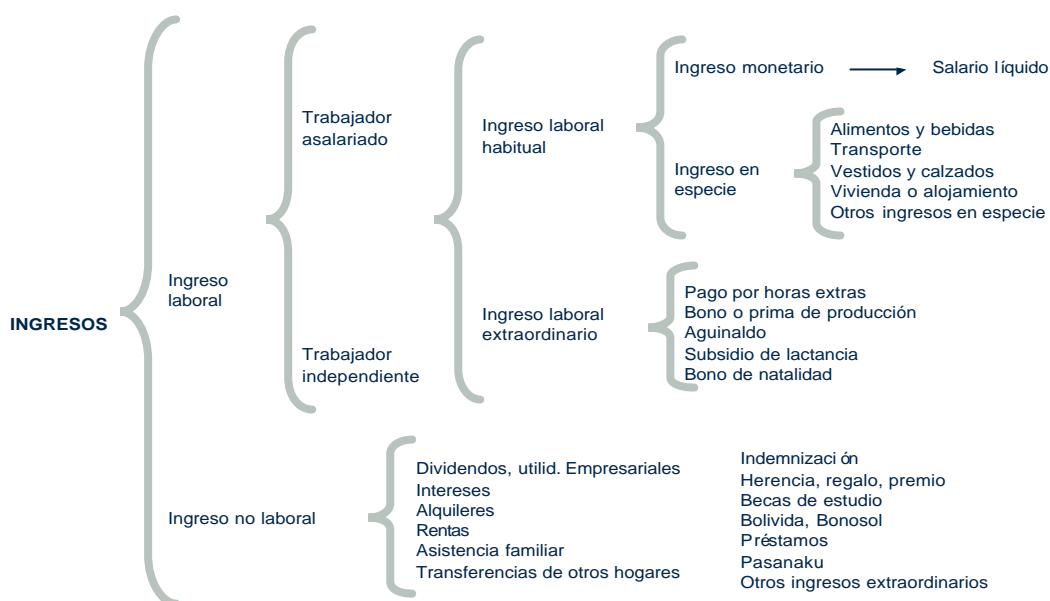 INGRESOS
Ingreso
laboral
Trabajador
asalariado
Ingreso laboral
habitual
Ingreso monetario
Salario líquido
Ingreso en
especie
Alimentos y bebidas
Transporte
Vestidos y calzados
Vivienda o alojamiento
Otros ingresos en especie
Ingreso laboral
extraordinario
Pago por horas extras
Bono o prima de producción
Aguinaldo
Subsidio de lactancia
Bono de natalidad
Trabajador
independiente
Ingreso no laboral
Dividendos, utilid. Empresariales
Intereses
Alquileres
Rentas
Asistencia familiar
Transferencias de otros hogares
Indemnización
Herencia, regalo, premio
Becas de estudio
Bolivida, Bonosol
Préstamos
Pasanaku
Otros ingresos extraordinarios